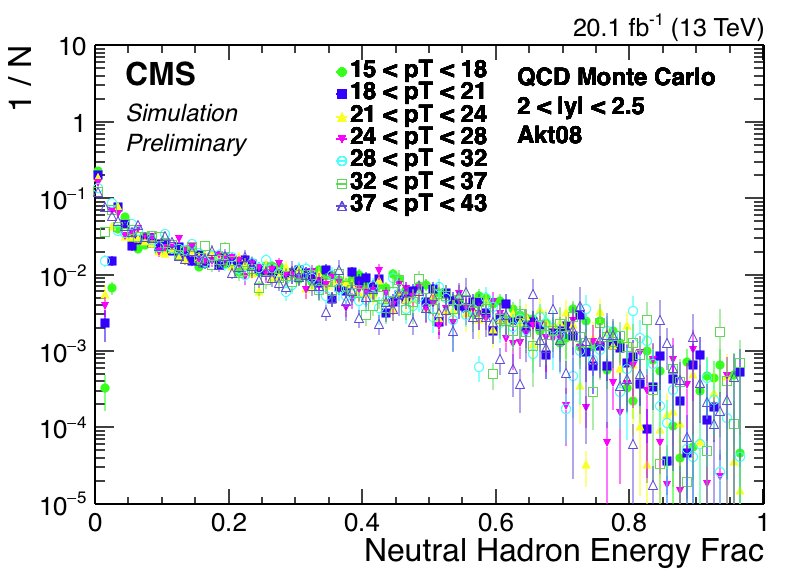 20.1 fb⁻¹ (13 TeV)
1 / N
CMS
Simulation
Preliminary
15 < pT < 18
18 < pT < 21
21 < pT < 24
24 < pT < 28
28 < pT < 32
32 < pT < 37
37 < pT < 43
QCD Monte Carlo
2 < lyl < 2.5
Akt08
10
1
10⁻¹
10⁻²
10⁻³
10⁻⁴
10⁻⁵
0 0.2 0.4 0.6 0.8 1
Neutral Hadron Energy Frac